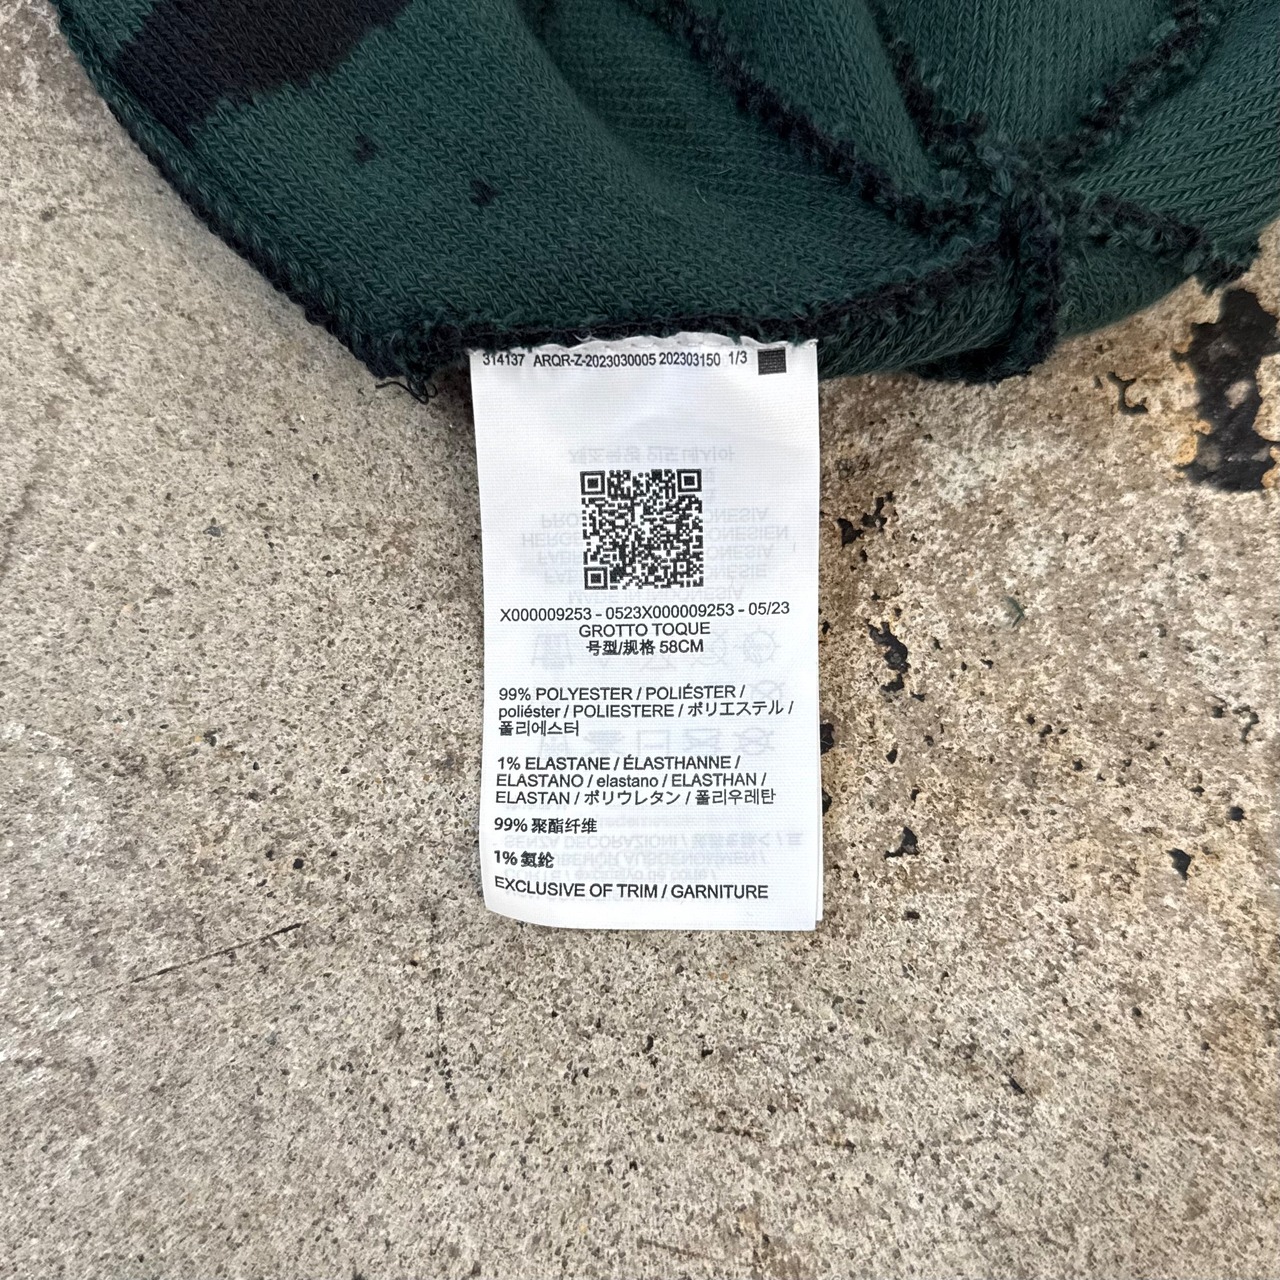 314137 ARQR-Z-2023030005 202303150 1/3
X000009253 - 0523X000009253 - 05/23
GROTTO TOQUE
号型/规格 58CM
99% POLYESTER / POLIÉSTER /
poliéster / POLIESTERE / ポリエステル /
폴리에스터
1% ELASTANE / ÉLASTHANNE /
ELASTANO / elastano / ELASTHAN /
ELASTAN / ポリウレタン / 폴리우레탄
99% 聚酯纤维
1% 氨纶
EXCLUSIVE OF TRIM / GARNITURE